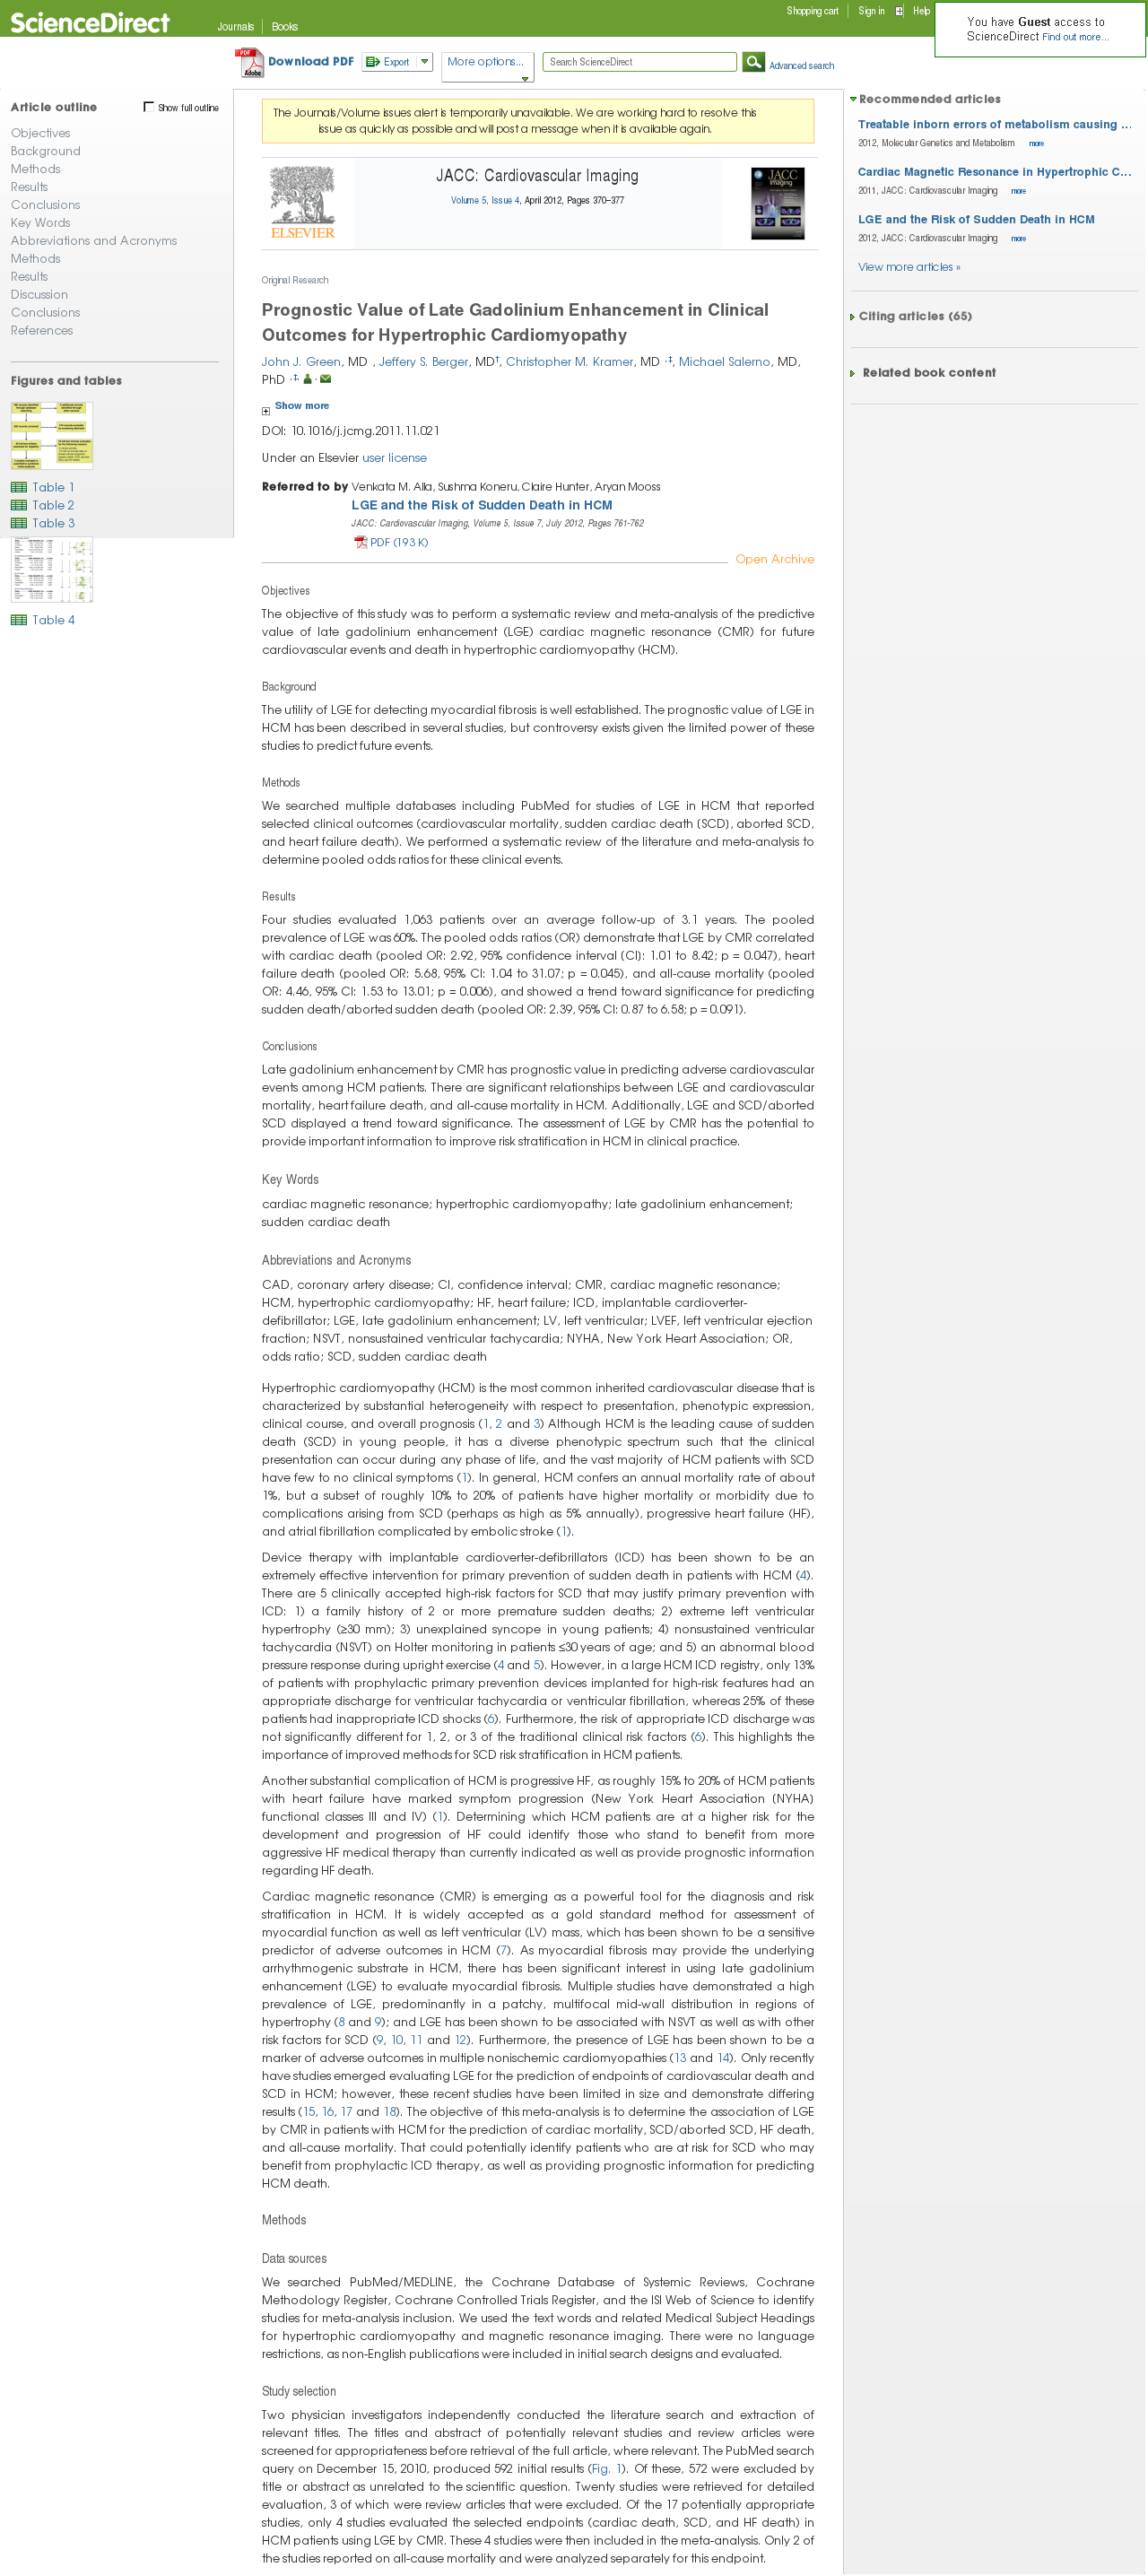 ScienceDirect
Journals Books
Shopping cart Sign in Help
You have Guest access to
ScienceDirect Find out more...
Download PDF Export More options... Search ScienceDirect Advanced search
Article outline Show full outline
Objectives
Background
Methods
Results
Conclusions
Key Words
Abbreviations and Acronyms
Methods
Results
Discussion
Conclusions
References
Figures and tables
Table 1
Table 2
Table 3
Table 4
The Journals/Volume issues alert is temporarily unavailable. We are working hard to resolve this
issue as quickly as possible and will post a message when it is available again.
ELSEVIER
JACC: Cardiovascular Imaging
Volume 5, Issue 4, April 2012, Pages 370–377
JACC
Imaging
Original Research
Prognostic Value of Late Gadolinium Enhancement in Clinical
Outcomes for Hypertrophic Cardiomyopathy
John J. Green, MD , Jeffery S. Berger, MD†, Christopher M. Kramer, MD ·‡, Michael Salerno, MD,
PhD ·‡·
Show more
DOI: 10.1016/j.jcmg.2011.11.021
Under an Elsevier user license
Referred to by Venkata M. Alla, Sushma Koneru, Claire Hunter, Aryan Mooss
LGE and the Risk of Sudden Death in HCM
JACC: Cardiovascular Imaging, Volume 5, Issue 7, July 2012, Pages 761-762
PDF (193 K)
Open Archive
Objectives
The objective of this study was to perform a systematic review and meta-analysis of the predictive
value of late gadolinium enhancement (LGE) cardiac magnetic resonance (CMR) for future
cardiovascular events and death in hypertrophic cardiomyopathy (HCM).
Background
The utility of LGE for detecting myocardial fibrosis is well established. The prognostic value of LGE in
HCM has been described in several studies, but controversy exists given the limited power of these
studies to predict future events.
Methods
We searched multiple databases including PubMed for studies of LGE in HCM that reported
selected clinical outcomes (cardiovascular mortality, sudden cardiac death [SCD], aborted SCD,
and heart failure death). We performed a systematic review of the literature and meta-analysis to
determine pooled odds ratios for these clinical events.
Results
Four studies evaluated 1,063 patients over an average follow-up of 3.1 years. The pooled
prevalence of LGE was 60%. The pooled odds ratios (OR) demonstrate that LGE by CMR correlated
with cardiac death (pooled OR: 2.92, 95% confidence interval [CI]: 1.01 to 8.42; p = 0.047), heart
failure death (pooled OR: 5.68, 95% CI: 1.04 to 31.07; p = 0.045), and all-cause mortality (pooled
OR: 4.46, 95% CI: 1.53 to 13.01; p = 0.006), and showed a trend toward significance for predicting
sudden death/aborted sudden death (pooled OR: 2.39, 95% CI: 0.87 to 6.58; p = 0.091).
Conclusions
Late gadolinium enhancement by CMR has prognostic value in predicting adverse cardiovascular
events among HCM patients. There are significant relationships between LGE and cardiovascular
mortality, heart failure death, and all-cause mortality in HCM. Additionally, LGE and SCD/aborted
SCD displayed a trend toward significance. The assessment of LGE by CMR has the potential to
provide important information to improve risk stratification in HCM in clinical practice.
Key Words
cardiac magnetic resonance; hypertrophic cardiomyopathy; late gadolinium enhancement;
sudden cardiac death
Abbreviations and Acronyms
CAD, coronary artery disease; CI, confidence interval; CMR, cardiac magnetic resonance;
HCM, hypertrophic cardiomyopathy; HF, heart failure; ICD, implantable cardioverter-
defibrillator; LGE, late gadolinium enhancement; LV, left ventricular; LVEF, left ventricular ejection
fraction; NSVT, nonsustained ventricular tachycardia; NYHA, New York Heart Association; OR,
odds ratio; SCD, sudden cardiac death
Hypertrophic cardiomyopathy (HCM) is the most common inherited cardiovascular disease that is
characterized by substantial heterogeneity with respect to presentation, phenotypic expression,
clinical course, and overall prognosis (1, 2 and 3) Although HCM is the leading cause of sudden
death (SCD) in young people, it has a diverse phenotypic spectrum such that the clinical
presentation can occur during any phase of life, and the vast majority of HCM patients with SCD
have few to no clinical symptoms (1). In general, HCM confers an annual mortality rate of about
1%, but a subset of roughly 10% to 20% of patients have higher mortality or morbidity due to
complications arising from SCD (perhaps as high as 5% annually), progressive heart failure (HF),
and atrial fibrillation complicated by embolic stroke (1).
Device therapy with implantable cardioverter-defibrillators (ICD) has been shown to be an
extremely effective intervention for primary prevention of sudden death in patients with HCM (4).
There are 5 clinically accepted high-risk factors for SCD that may justify primary prevention with
ICD: 1) a family history of 2 or more premature sudden deaths; 2) extreme left ventricular
hypertrophy (≥30 mm); 3) unexplained syncope in young patients; 4) nonsustained ventricular
tachycardia (NSVT) on Holter monitoring in patients ≤30 years of age; and 5) an abnormal blood
pressure response during upright exercise (4 and 5). However, in a large HCM ICD registry, only 13%
of patients with prophylactic primary prevention devices implanted for high-risk features had an
appropriate discharge for ventricular tachycardia or ventricular fibrillation, whereas 25% of these
patients had inappropriate ICD shocks (6). Furthermore, the risk of appropriate ICD discharge was
not significantly different for 1, 2, or 3 of the traditional clinical risk factors (6). This highlights the
importance of improved methods for SCD risk stratification in HCM patients.
Another substantial complication of HCM is progressive HF, as roughly 15% to 20% of HCM patients
with heart failure have marked symptom progression (New York Heart Association [NYHA]
functional classes III and IV) (1). Determining which HCM patients are at a higher risk for the
development and progression of HF could identify those who stand to benefit from more
aggressive HF medical therapy than currently indicated as well as provide prognostic information
regarding HF death.
Cardiac magnetic resonance (CMR) is emerging as a powerful tool for the diagnosis and risk
stratification in HCM. It is widely accepted as a gold standard method for assessment of
myocardial function as well as left ventricular (LV) mass, which has been shown to be a sensitive
predictor of adverse outcomes in HCM (7). As myocardial fibrosis may provide the underlying
arrhythmogenic substrate in HCM, there has been significant interest in using late gadolinium
enhancement (LGE) to evaluate myocardial fibrosis. Multiple studies have demonstrated a high
prevalence of LGE, predominantly in a patchy, multifocal mid-wall distribution in regions of
hypertrophy (8 and 9); and LGE has been shown to be associated with NSVT as well as with other
risk factors for SCD (9, 10, 11 and 12). Furthermore, the presence of LGE has been shown to be a
marker of adverse outcomes in multiple nonischemic cardiomyopathies (13 and 14). Only recently
have studies emerged evaluating LGE for the prediction of endpoints of cardiovascular death and
SCD in HCM; however, these recent studies have been limited in size and demonstrate differing
results (15, 16, 17 and 18). The objective of this meta-analysis is to determine the association of LGE
by CMR in patients with HCM for the prediction of cardiac mortality, SCD/aborted SCD, HF death,
and all-cause mortality. That could potentially identify patients who are at risk for SCD who may
benefit from prophylactic ICD therapy, as well as providing prognostic information for predicting
HCM death.
Methods
Data sources
We searched PubMed/MEDLINE, the Cochrane Database of Systemic Reviews, Cochrane
Methodology Register, Cochrane Controlled Trials Register, and the ISI Web of Science to identify
studies for meta-analysis inclusion. We used the text words and related Medical Subject Headings
for hypertrophic cardiomyopathy and magnetic resonance imaging. There were no language
restrictions, as non-English publications were included in initial search designs and evaluated.
Study selection
Two physician investigators independently conducted the literature search and extraction of
relevant titles. The titles and abstract of potentially relevant studies and review articles were
screened for appropriateness before retrieval of the full article, where relevant. The PubMed search
query on December 15, 2010, produced 592 initial results (Fig. 1). Of these, 572 were excluded by
title or abstract as unrelated to the scientific question. Twenty studies were retrieved for detailed
evaluation, 3 of which were review articles that were excluded. Of the 17 potentially appropriate
studies, only 4 studies evaluated the selected endpoints (cardiac death, SCD, and HF death) in
HCM patients using LGE by CMR. These 4 studies were then included in the meta-analysis. Only 2 of
the studies reported on all-cause mortality and were analyzed separately for this endpoint.
Recommended articles
Treatable inborn errors of metabolism causing ...
2012, Molecular Genetics and Metabolism more
Cardiac Magnetic Resonance in Hypertrophic C...
2011, JACC: Cardiovascular Imaging more
LGE and the Risk of Sudden Death in HCM
2012, JACC: Cardiovascular Imaging more
View more articles »
Citing articles (65)
Related book content